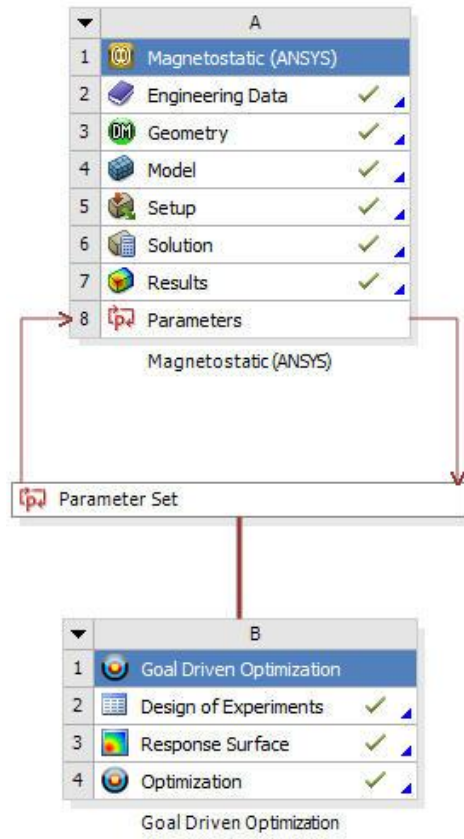 A
1 Magnetostatic (ANSYS)
2 Engineering Data
3 DM Geometry
4 Model
5 Setup
6 Solution
7 Results
8 p Parameters
Magnetostatic (ANSYS)
p Parameter Set
B
1 Goal Driven Optimization
2 Design of Experiments
3 Response Surface
4 Optimization
Goal Driven Optimization